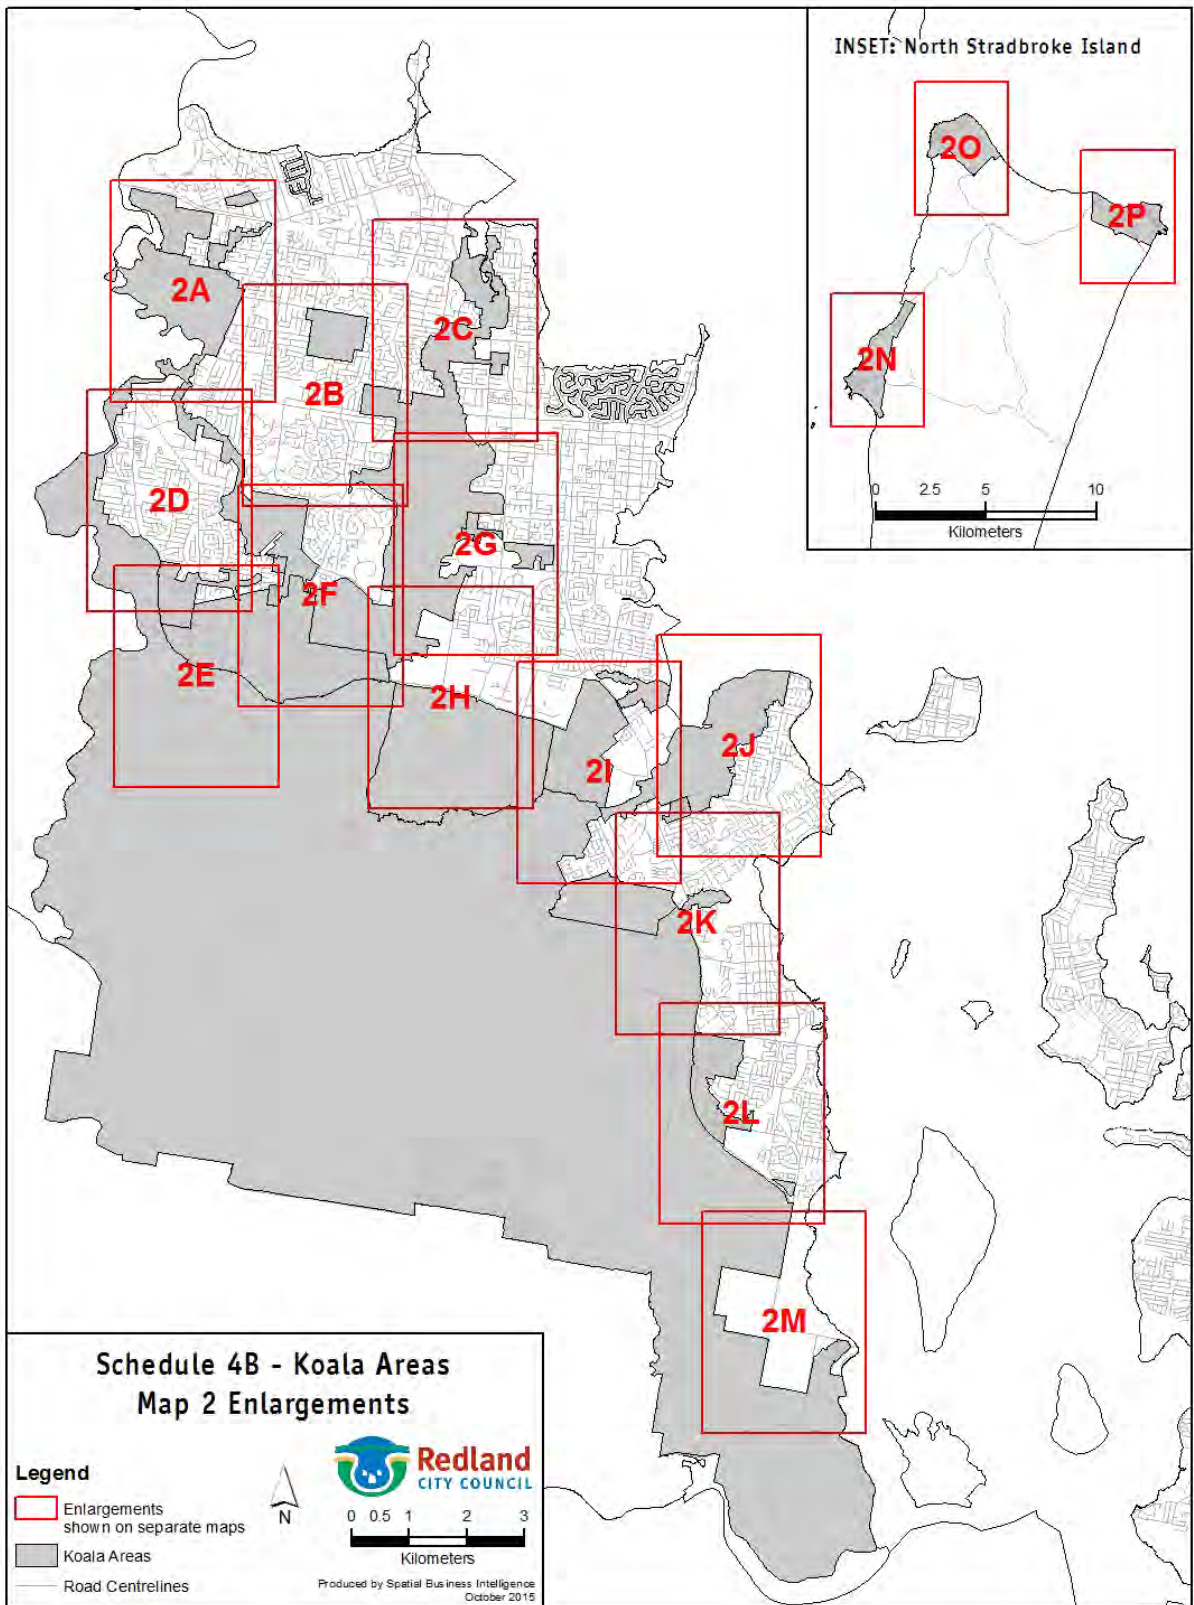 INSET: North Stradbroke Island
2O
2P
2N
0 2.5 5 10
Kilometers
2A
2C
2B
2D
2G
2F
2E
2H
2J
2I
2K
2L
2M
Schedule 4B - Koala Areas
Map 2 Enlargements
Redland
CITY COUNCIL
Legend
Enlargements
shown on separate maps
Koala Areas
Road Centrelines
N
0 0.5 1 2 3
Kilometers
Produced by Spatial Business Intelligence
October 2015